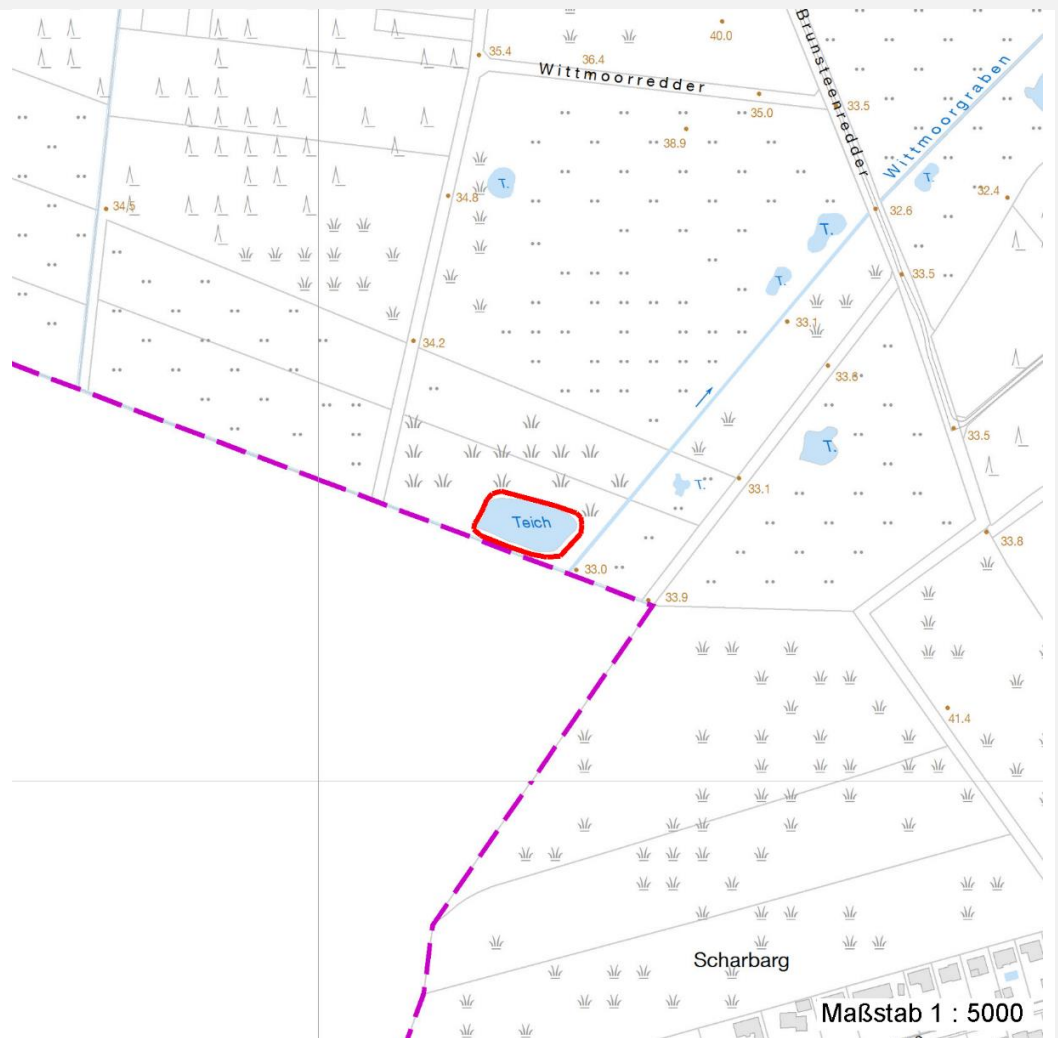 40.0
35.4
36.4
Wittmoorredder
35.0
Brunsteenredder
33.5
Wittmoorgraben
38.9
T.
34.8
T.
32.4
34.5
32.6
T.
33.5
T.
33.1
34.2
33.6
33.5
T.
T.
33.1
Teich
33.8
33.0
33.9
41.4
Scharbarg
Maßstab 1 : 5000